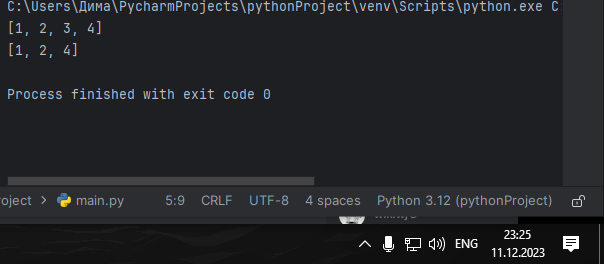 C:\Users\Дима\PycharmProjects\pythonProject\venv\Scripts\python.exe C
[1, 2, 3, 4]
[1, 2, 4]
Process finished with exit code 0
roject > main.py 5:9 CRLF UTF-8 4 spaces Python 3.12 (pythonProject)
ENG 23:25
11.12.2023